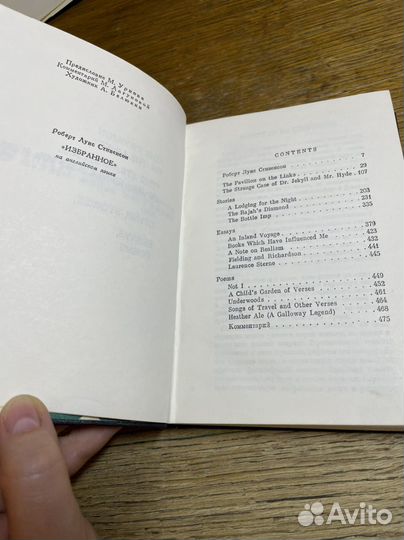 Предисловие М. Урнова
Комментарий М. Лагуновой
Художник А. Белюкин
Роберт Луис Стивенсон
«ИЗБРАННОЕ»
на английском языке
CONTENTS
Роберт Луис Стивенсон . . . . . . . . . . 7
The Pavilion on the Links . . . . . . . . . . 29
The Strange Case of Dr. Jekyll and Mr. Hyde . 107
Stories
A Lodging for the Night . . . . . . . . . . 203
The Rajah's Diamond . . . . . . . . . . 231
The Bottle Imp . . . . . . . . . . 335
Essays
An Inland Voyage . . . . . . . . . . 379
Books Which Have Influenced Me . . . . . . 423
A Note on Realism . . . . . . . . . . 432
Fielding and Richardson . . . . . . . . . . 441
Laurence Sterne . . . . . . . . . . 445
Poems
Not I . . . . . . . . . . 449
A Child's Garden of Verses . . . . . . . . 452
Underwoods . . . . . . . . . . 461
Songs of Travel and Other Verses . . . . . 464
Heather Ale (A Galloway Legend) . . . . . 468
Комментарий . . . . . . . . . . 475
Avito